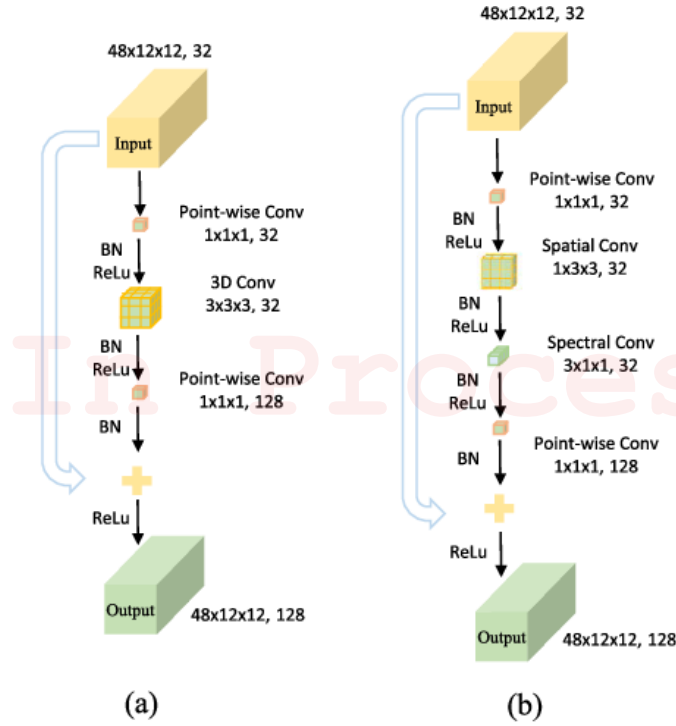 48x12x12, 32
Input
Point-wise Conv
1x1x1, 32
BN
ReLu
3D Conv
3x3x3, 32
BN
ReLu
Point-wise Conv
1x1x1, 128
BN
ReLu
Output
48x12x12, 128
(a)
48x12x12, 32
Input
Point-wise Conv
1x1x1, 32
BN
ReLu
Spatial Conv
1x3x3, 32
BN
ReLu
Spectral Conv
3x1x1, 32
BN
ReLu
Point-wise Conv
1x1x1, 128
BN
ReLu
Output
48x12x12, 128
(b)
In Proces